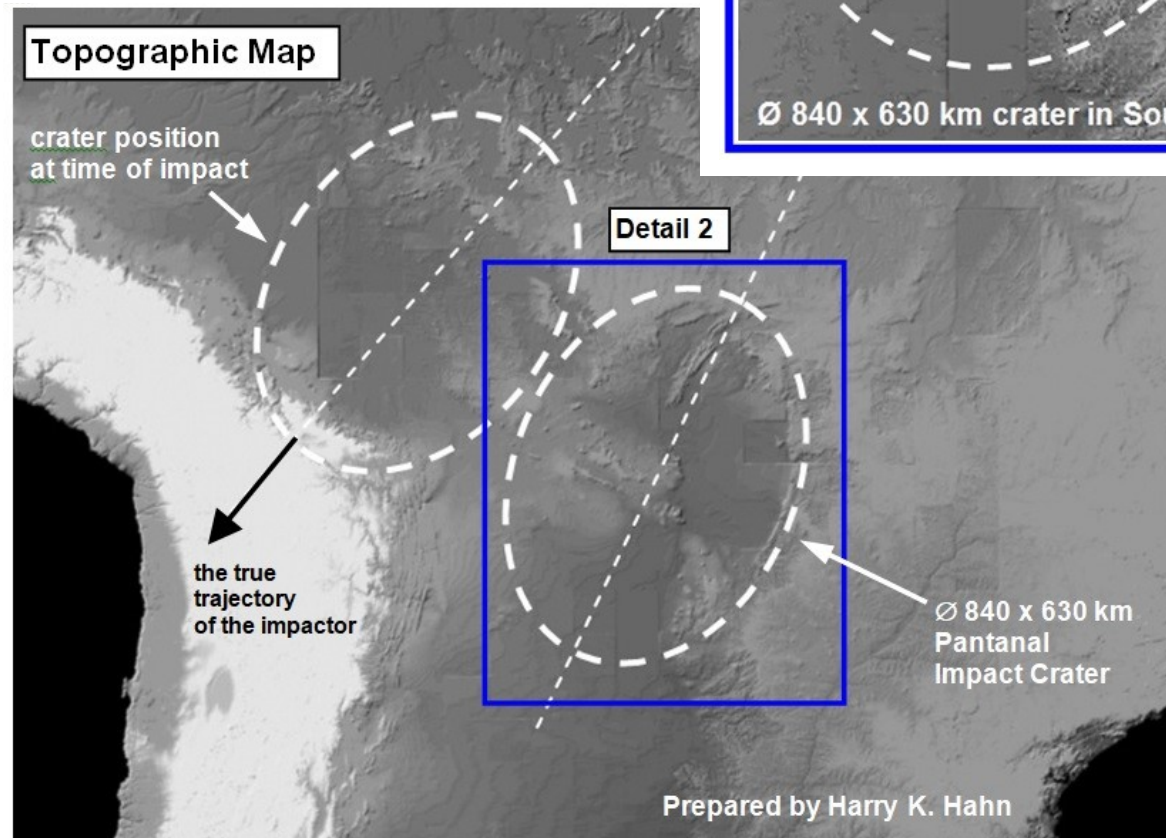 Topographic Map
crater position
at time of impact
Ø 840 x 630 km crater in Sou
Detail 2
the true
trajectory
of the impactor
Ø 840 x 630 km
Pantanal
Impact Crater
Prepared by Harry K. Hahn